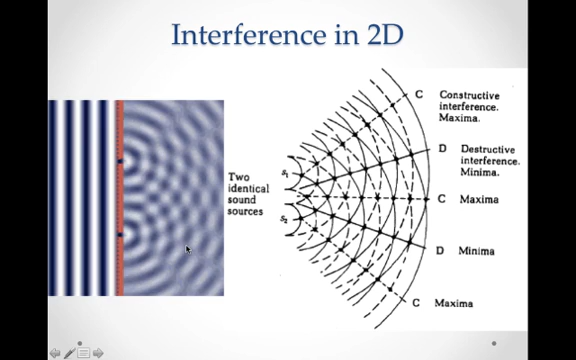 Interference in 2D
C Constructive
interference.
Maxima.
D Destructive
interference.
Minima.
S1
Two
identical
sound
sources
C Maxima
S2
D Minima
C Maxima